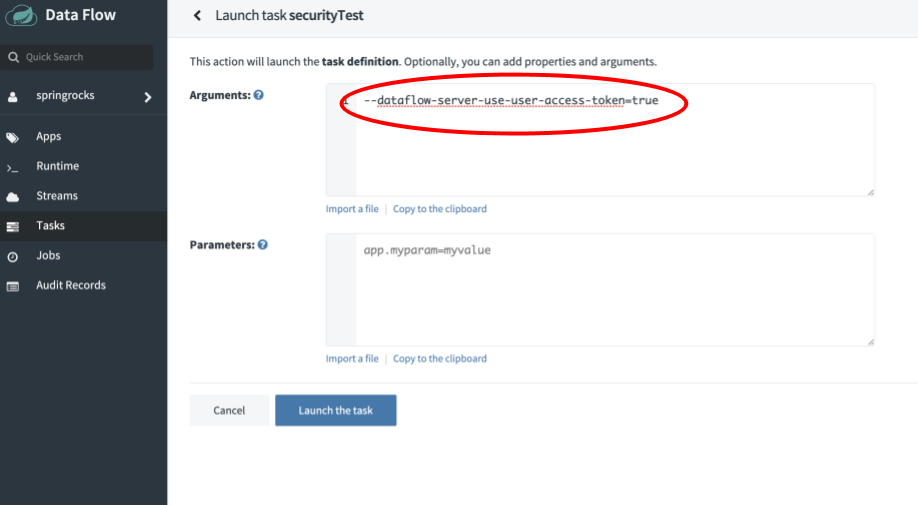 Data Flow
Quick Search
springrocks
Apps
Runtime
Streams
Tasks
Jobs
Audit Records
Launch task securityTest
This action will launch the task definition. Optionally, you can add properties and arguments.
Arguments:
1 --dataflow-server-use-user-access-token=true
Import a file | Copy to the clipboard
Parameters:
app.myparam=myvalue
Import a file | Copy to the clipboard
Cancel
Launch the task